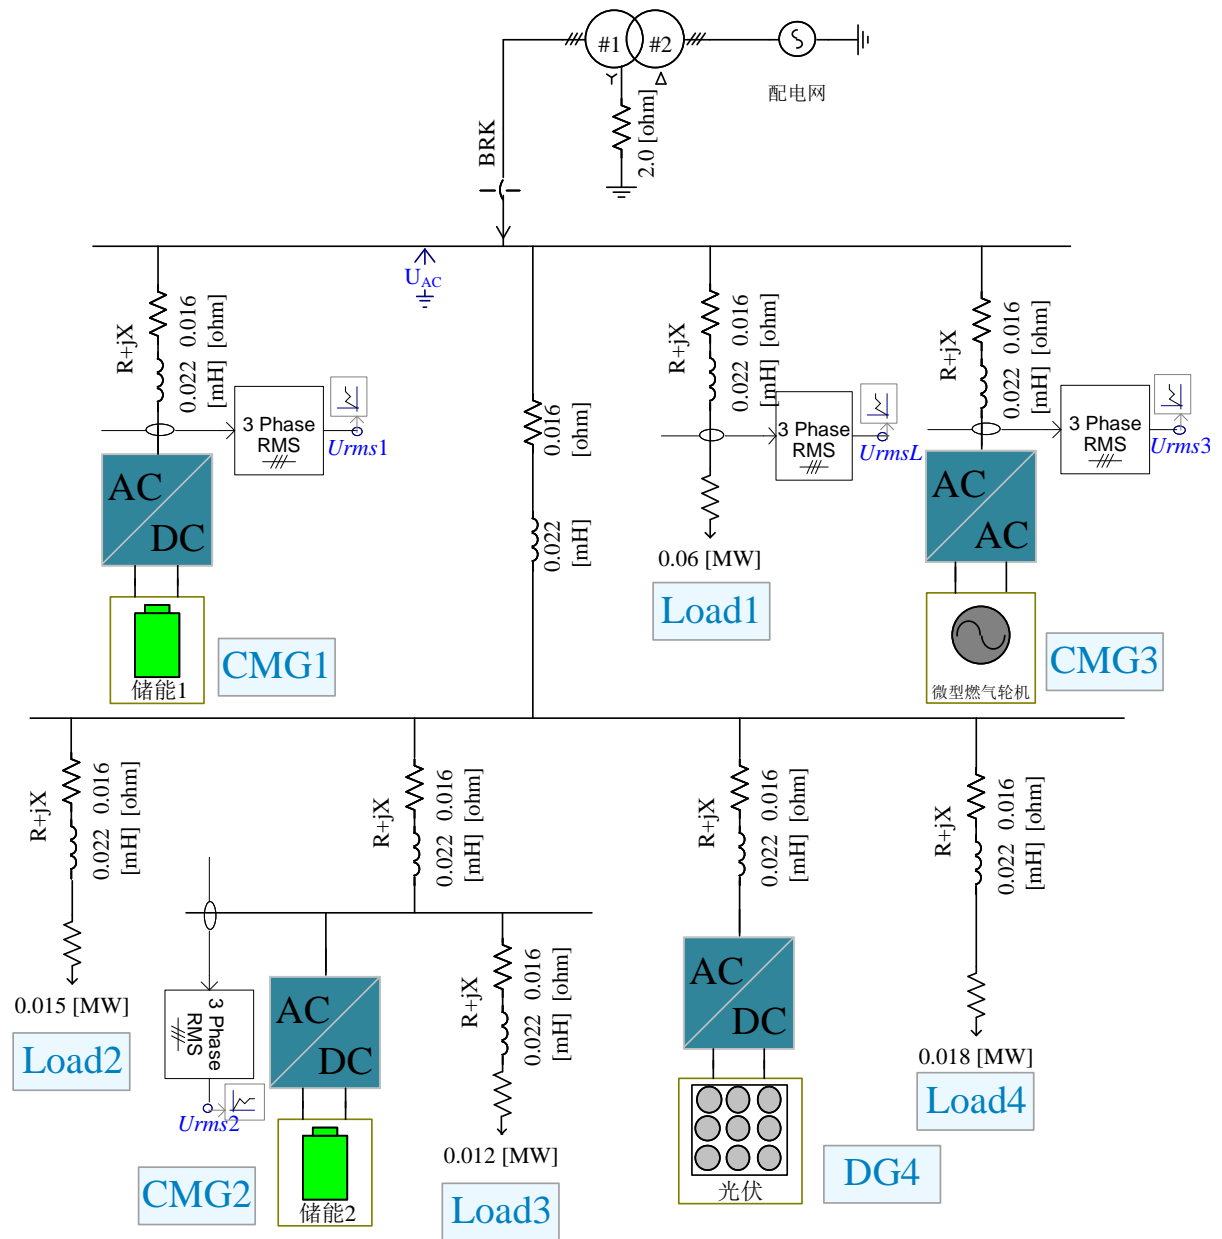 #1
#2
配电网
2.0 [ohm]
BRK
U_AC
R+jX
0.016 [ohm]
0.022 [mH]
3 Phase
RMS
Urms1
AC
DC
储能1
CMG1
0.016
[ohm]
0.022
[mH]
R+jX
0.016 [ohm]
0.022 [mH]
3 Phase
RMS
UrmsL
0.06 [MW]
Load1
R+jX
0.016 [ohm]
0.022 [mH]
3 Phase
RMS
Urms3
AC
AC
微型燃气轮机
CMG3
R+jX
0.016 [ohm]
0.022 [mH]
0.015 [MW]
Load2
R+jX
0.016 [ohm]
0.022 [mH]
3 Phase
RMS
Urms2
AC
DC
储能2
CMG2
R+jX
0.016 [ohm]
0.022 [mH]
0.012 [MW]
Load3
R+jX
0.016 [ohm]
0.022 [mH]
AC
DC
光伏
DG4
R+jX
0.016 [ohm]
0.022 [mH]
0.018 [MW]
Load4